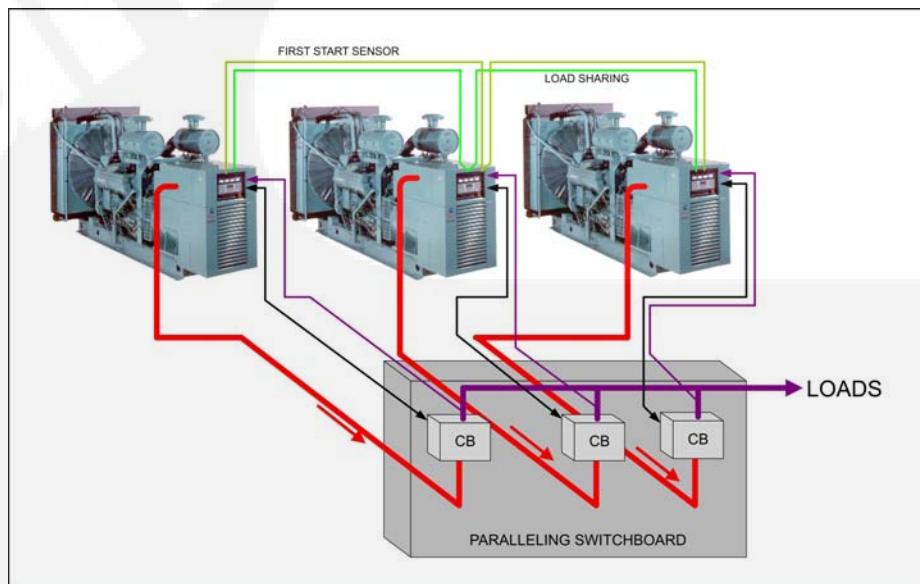 FIRST START SENSOR
LOAD SHARING
LOADS
CB
CB
CB
PARALLELING SWITCHBOARD